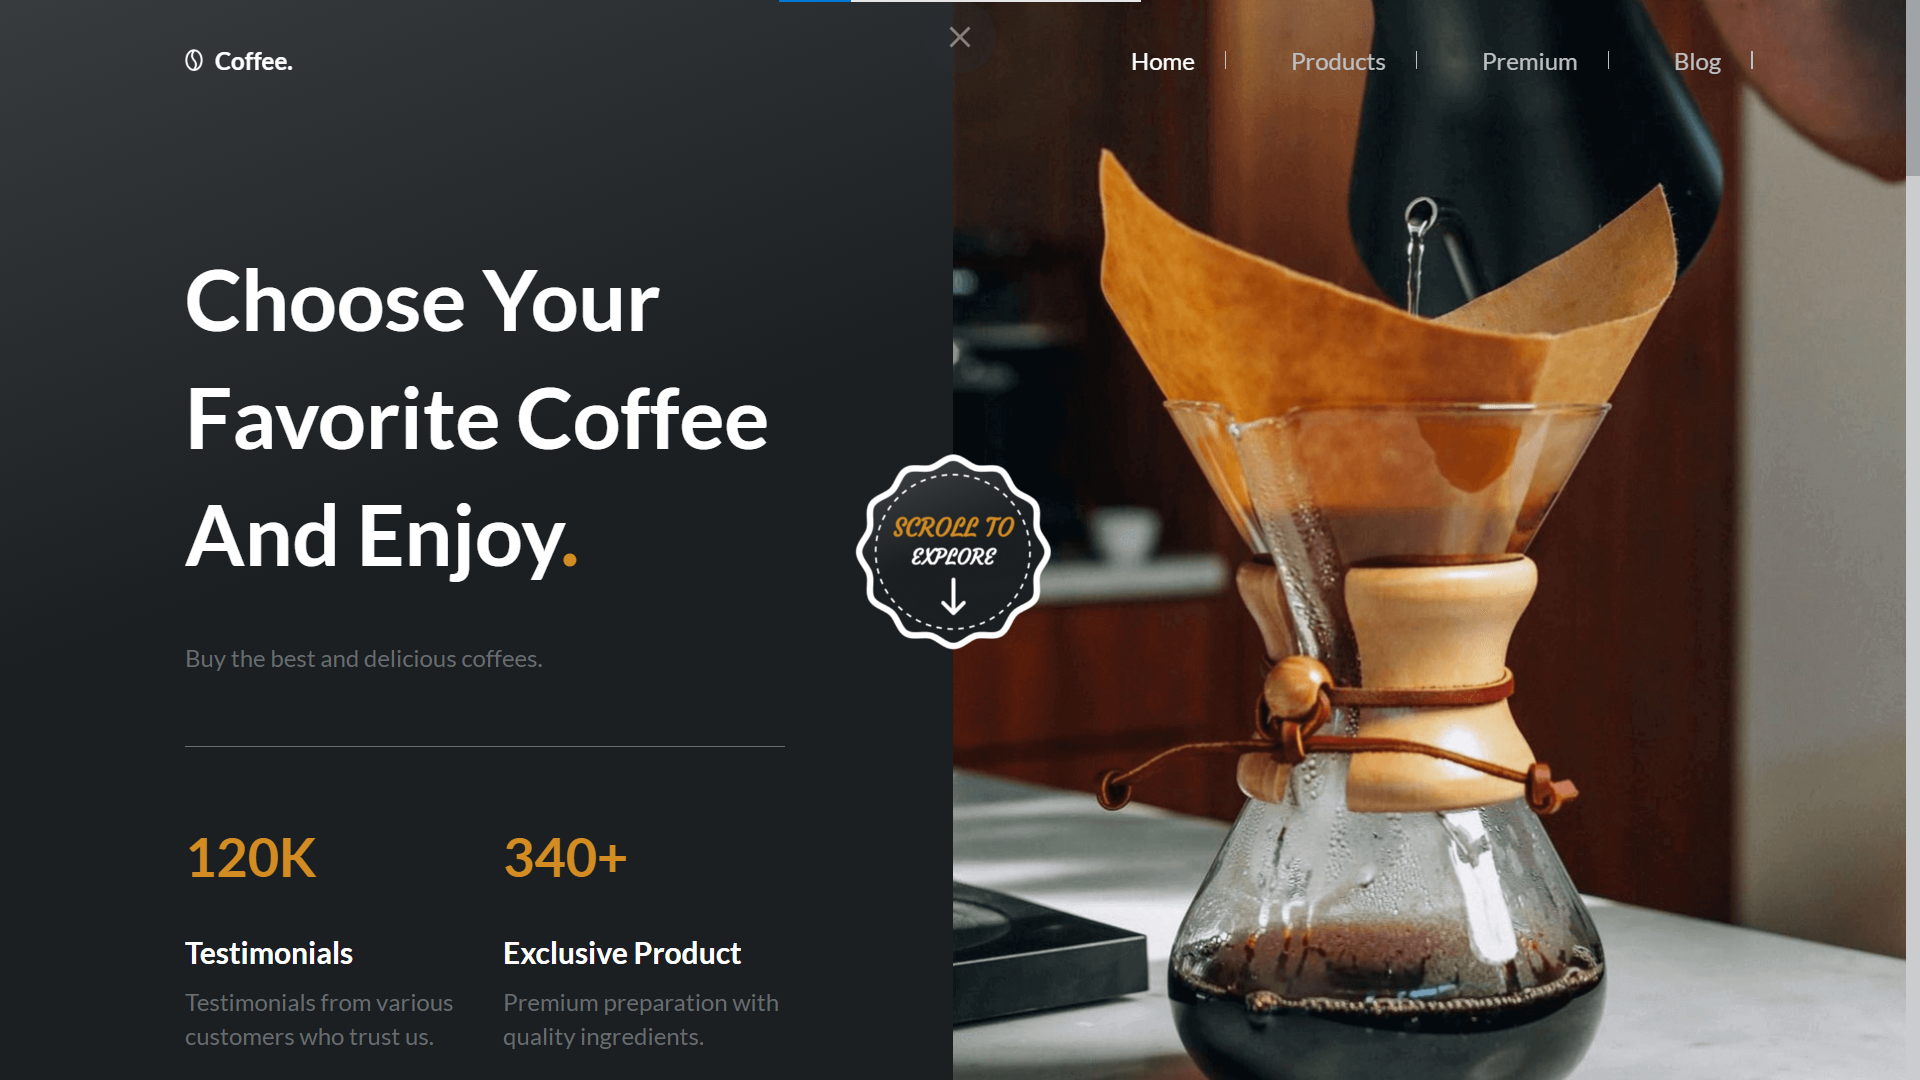 Coffee.
Home
Products
Premium
Blog
Choose Your
Favorite Coffee
And Enjoy.
SCROLL TO
EXPLORE
Buy the best and delicious coffees.
120K
340+
Testimonials
Exclusive Product
Testimonials from various
customers who trust us.
Premium preparation with
quality ingredients.